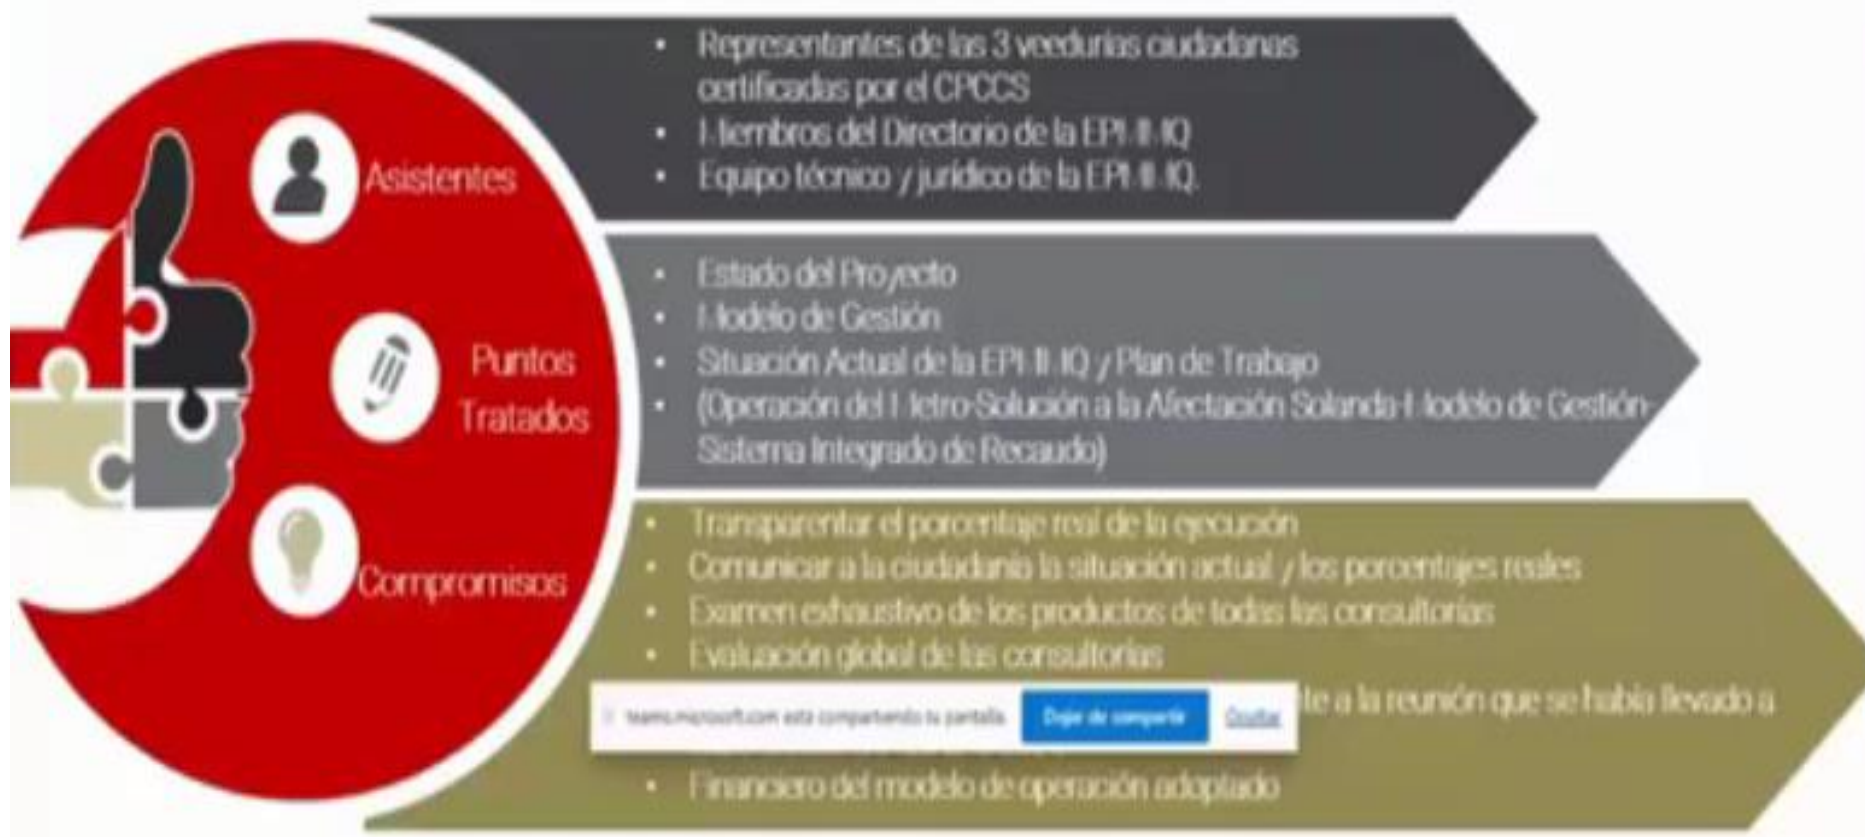 Asistentes
• Representantes de las 3 veedurías ciudadanas
certificadas por el CPCCS
• Miembros del Directorio de la EPMMQ
• Equipo técnico y jurídico de la EPMMQ.
Puntos
Tratados
• Estado del Proyecto
• Modelo de Gestión
• Situación Actual de la EPMMQ y Plan de Trabajo
• (Operación del Metro-Solución a la Afectación Solanda-Modelo de Gestión-
Sistema Integrado de Recaudo)
Compromisos
• Transparentar el porcentaje real de la ejecución
• Comunicar a la ciudadanía la situación actual y los porcentajes reales
• Examen exhaustivo de los productos de todas las consultorías
• Evaluación global de las consultorías
te a la reunión que se había llevado a
teams.microsoft.com está compartiendo tu pantalla. Dejar de compartir Ocultar
• Financiero del modelo de operación adoptado